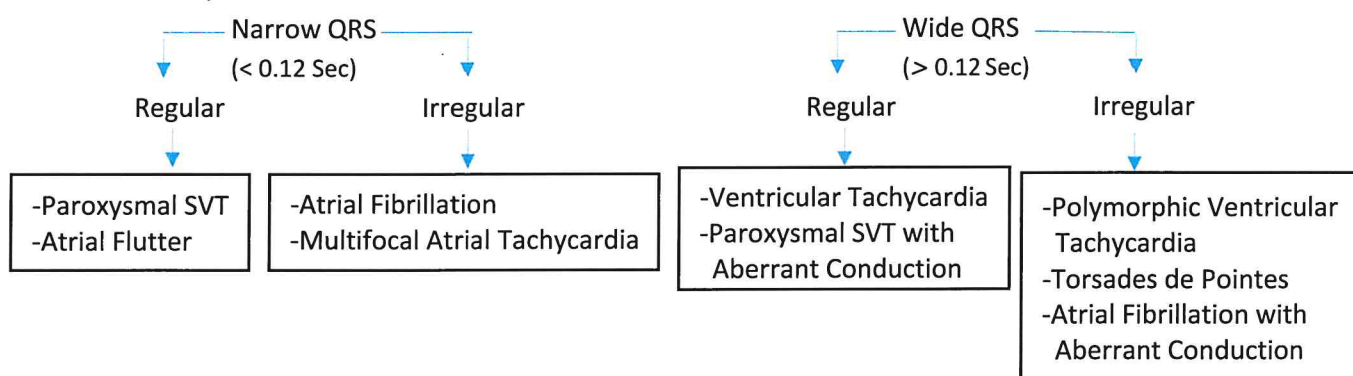 Narrow QRS
(< 0.12 Sec)
Regular
Irregular
-Paroxysmal SVT
-Atrial Flutter
-Atrial Fibrillation
-Multifocal Atrial Tachycardia
Wide QRS
(> 0.12 Sec)
Regular
Irregular
-Ventricular Tachycardia
-Paroxysmal SVT with
Aberrant Conduction
-Polymorphic Ventricular
Tachycardia
-Torsades de Pointes
-Atrial Fibrillation with
Aberrant Conduction